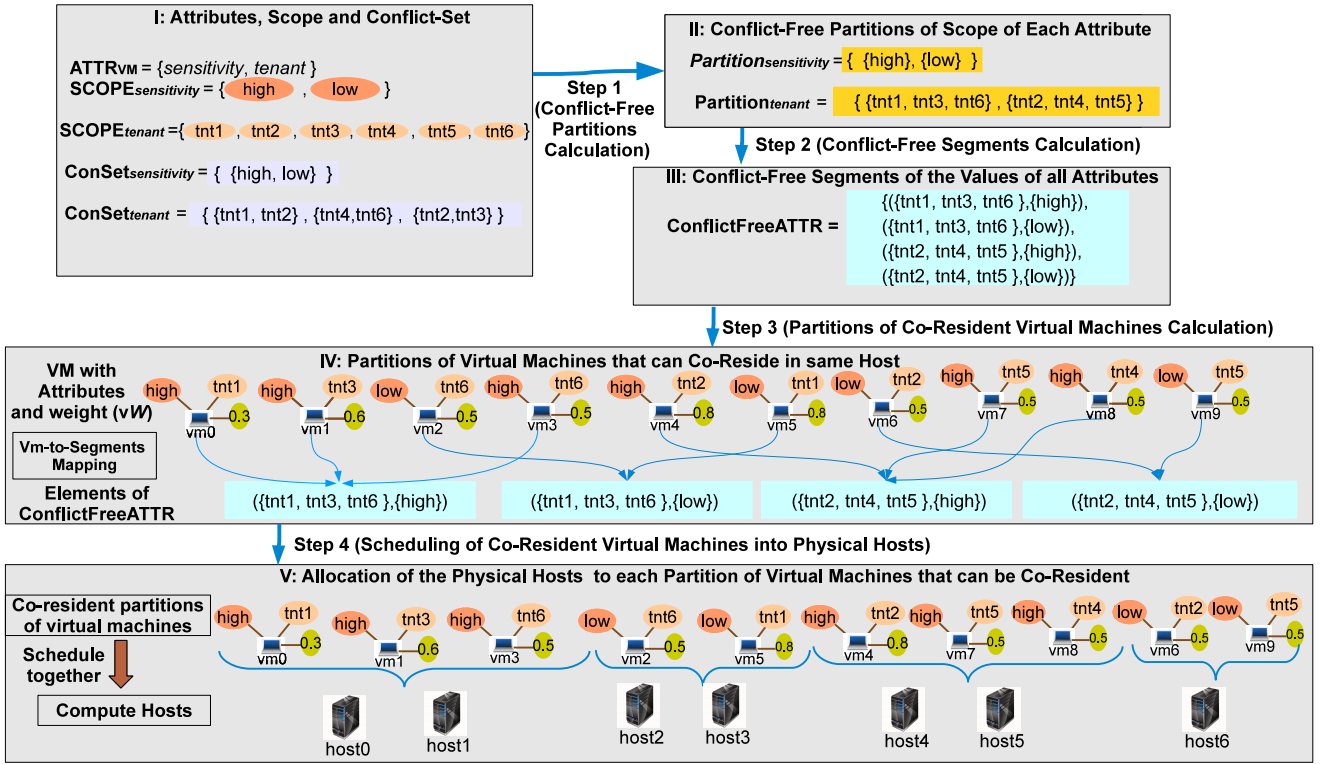 I: Attributes, Scope and Conflict-Set
ATTRVM = {sensitivity, tenant }
SCOPEsensitivity = { high , low }
SCOPEtenant ={ tnt1 , tnt2 , tnt3 , tnt4 , tnt5 , tnt6 }
ConSetsensitivity = { {high, low} }
ConSettenant = { {tnt1, tnt2} , {tnt4,tnt6} , {tnt2,tnt3} }
Step 1
(Conflict-Free
Partitions
Calculation)
II: Conflict-Free Partitions of Scope of Each Attribute
Partitionsensitivity = { {high}, {low} }
Partitiontenant = { {tnt1, tnt3, tnt6} , {tnt2, tnt4, tnt5} }
Step 2 (Conflict-Free Segments Calculation)
III: Conflict-Free Segments of the Values of all Attributes
ConflictFreeATTR =
{({tnt1, tnt3, tnt6 },{high}),
({tnt1, tnt3, tnt6 },{low}),
({tnt2, tnt4, tnt5 },{high}),
({tnt2, tnt4, tnt5 },{low})}
Step 3 (Partitions of Co-Resident Virtual Machines Calculation)
IV: Partitions of Virtual Machines that can Co-Reside in same Host
VM with
Attributes
and weight (vW)
high tnt1 0.3 vm0
high tnt3 0.6 vm1
low tnt6 0.5 vm2
high tnt6 0.5 vm3
high tnt2 0.8 vm4
low tnt1 0.8 vm5
low tnt2 0.5 vm6
high tnt5 0.5 vm7
high tnt4 0.5 vm8
low tnt5 0.5 vm9
Vm-to-Segments
Mapping
Elements of
ConflictFreeATTR
({tnt1, tnt3, tnt6 },{high}) ({tnt1, tnt3, tnt6 },{low}) ({tnt2, tnt4, tnt5 },{high}) ({tnt2, tnt4, tnt5 },{low})
Step 4 (Scheduling of Co-Resident Virtual Machines into Physical Hosts)
V: Allocation of the Physical Hosts to each Partition of Virtual Machines that can be Co-Resident
Co-resident partitions
of virtual machines
Schedule
together
Compute Hosts
high tnt1 0.3 vm0
high tnt3 0.6 vm1
high tnt6 0.5 vm3
low tnt6 0.5 vm2
low tnt1 0.8 vm5
high tnt2 0.8 vm4
high tnt5 0.5 vm7
high tnt4 0.5 vm8
low tnt2 0.5 vm6
low tnt5 0.5 vm9
host0 host1 host2 host3 host4 host5 host6